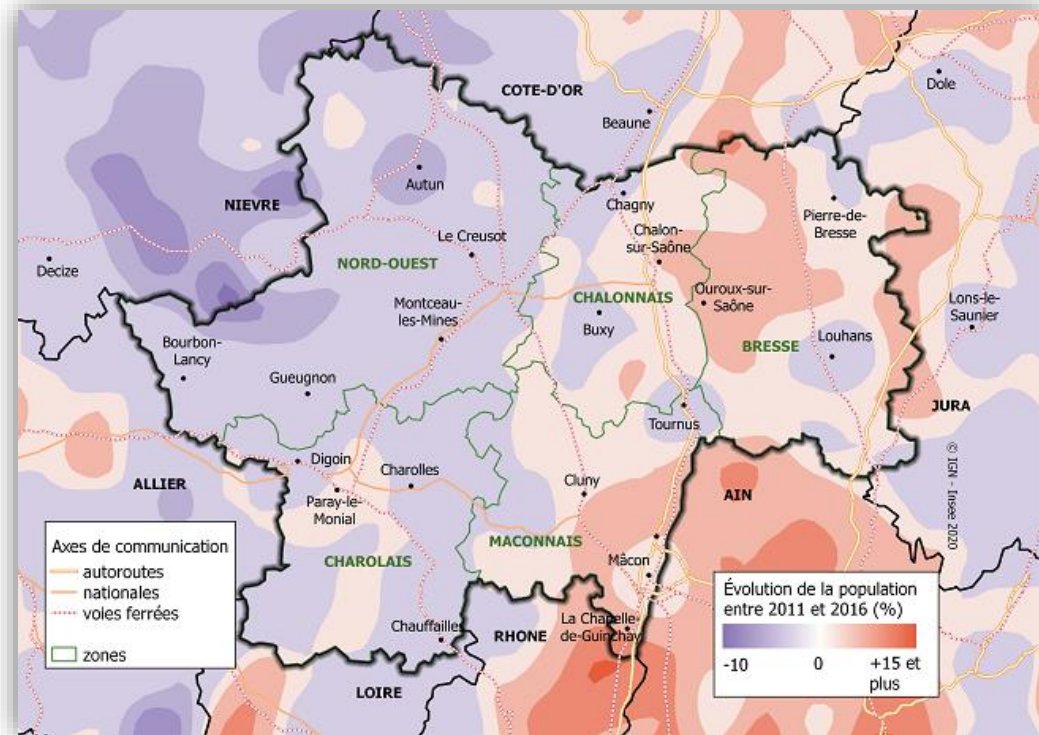 COTE-D'OR
Dole
Beaune
Autun
NIEVRE
Chagny
Pierre-de-
Bresse
Le Creusot
Chalon-
sur-Saône
Decize
NORD-OUEST
Ouroux-sur-
Saône
CHALONNAIS
Lons-le-
Saunier
Montceau-
les-Mines
Buxy
Bourbon-
Lancy
BRESSE
Louhans
Gueugnon
JURA
Tournus
Digoin
Charolles
ALLIER
Paray-le-
Monial
Cluny
AIN
© IGN - Insee 2020
MACONNAIS
CHAROLAIS
Mâcon
Chauffailles
RHONE
La Chapelle
de-Guinchay
LOIRE
Axes de communication
autoroutes
nationales
voies ferrées
zones
Évolution de la population
entre 2011 et 2016 (%)
-10 0 +15 et
plus